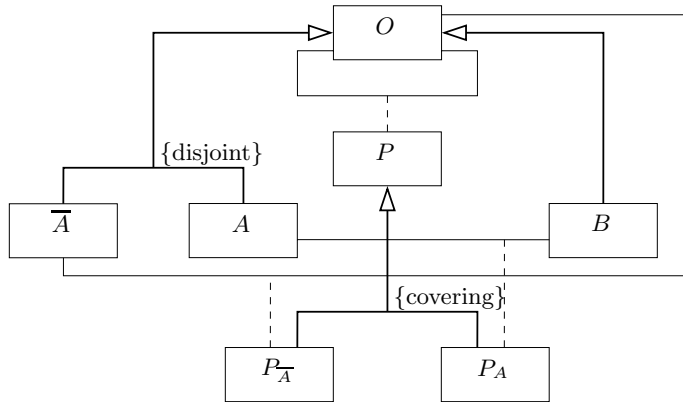 O
{disjoint}
P
A̅
A
B
{covering}
P_A̅
P_A